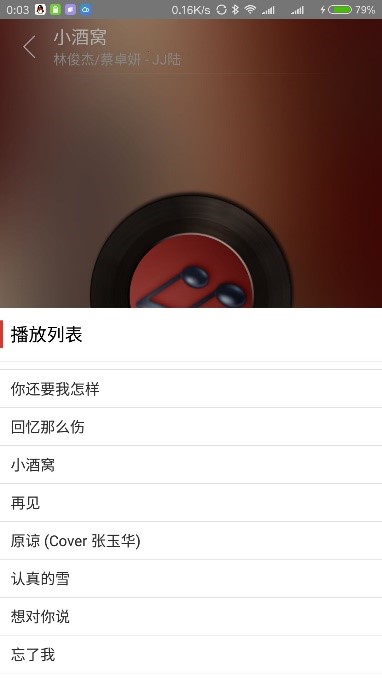 0:03 0.16K/s 79%
小酒窝
林俊杰/蔡卓妍 - JJ陆
播放列表
你还要我怎样
回忆那么伤
小酒窝
再见
原谅 (Cover 张玉华)
认真的雪
想对你说
忘了我